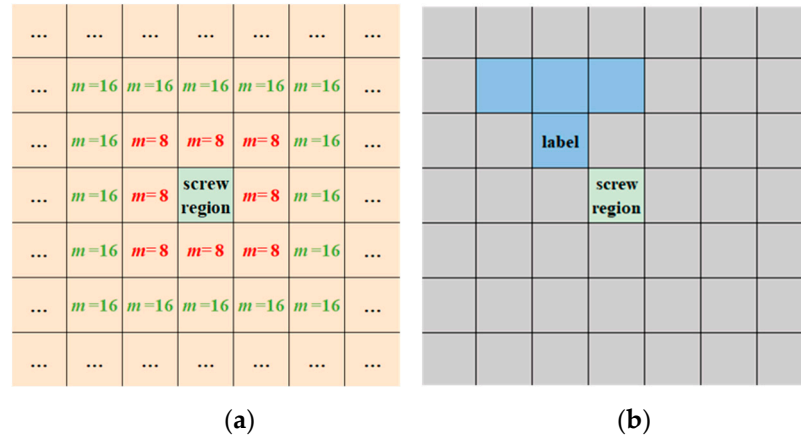 ... ... ... ... ... ... ...
... m=16 m=16 m=16 m=16 m=16 ...
... m=16 m=8 m=8 m=8 m=16 ... label
... m=16 m=8 screw region m=8 m=16 ... screw region
... m=16 m=8 m=8 m=8 m=16 ...
... m=16 m=16 m=16 m=16 m=16 ...
... ... ... ... ... ... ...
(a) (b)